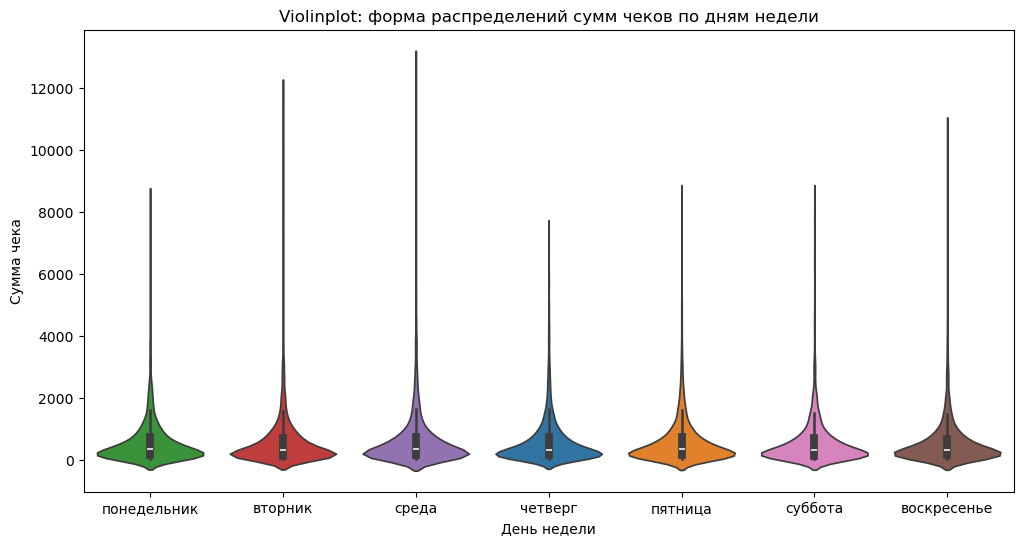 Violinplot: форма распределений сумм чеков по дням недели
Сумма чека
12000
10000
8000
6000
4000
2000
0
понедельник вторник среда четверг пятница суббота воскресенье
День недели